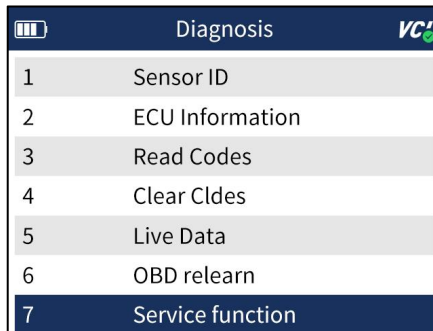 Diagnosis VCI
1 Sensor ID
2 ECU Information
3 Read Codes
4 Clear Cldes
5 Live Data
6 OBD relearn
7 Service function